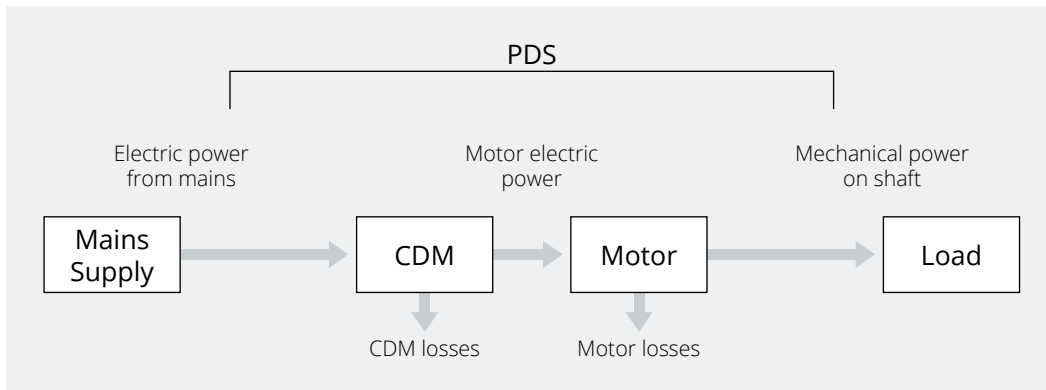 PDS
Electric power
from mains
Motor electric
power
Mechanical power
on shaft
Mains
Supply
CDM
Motor
Load
CDM losses
Motor losses